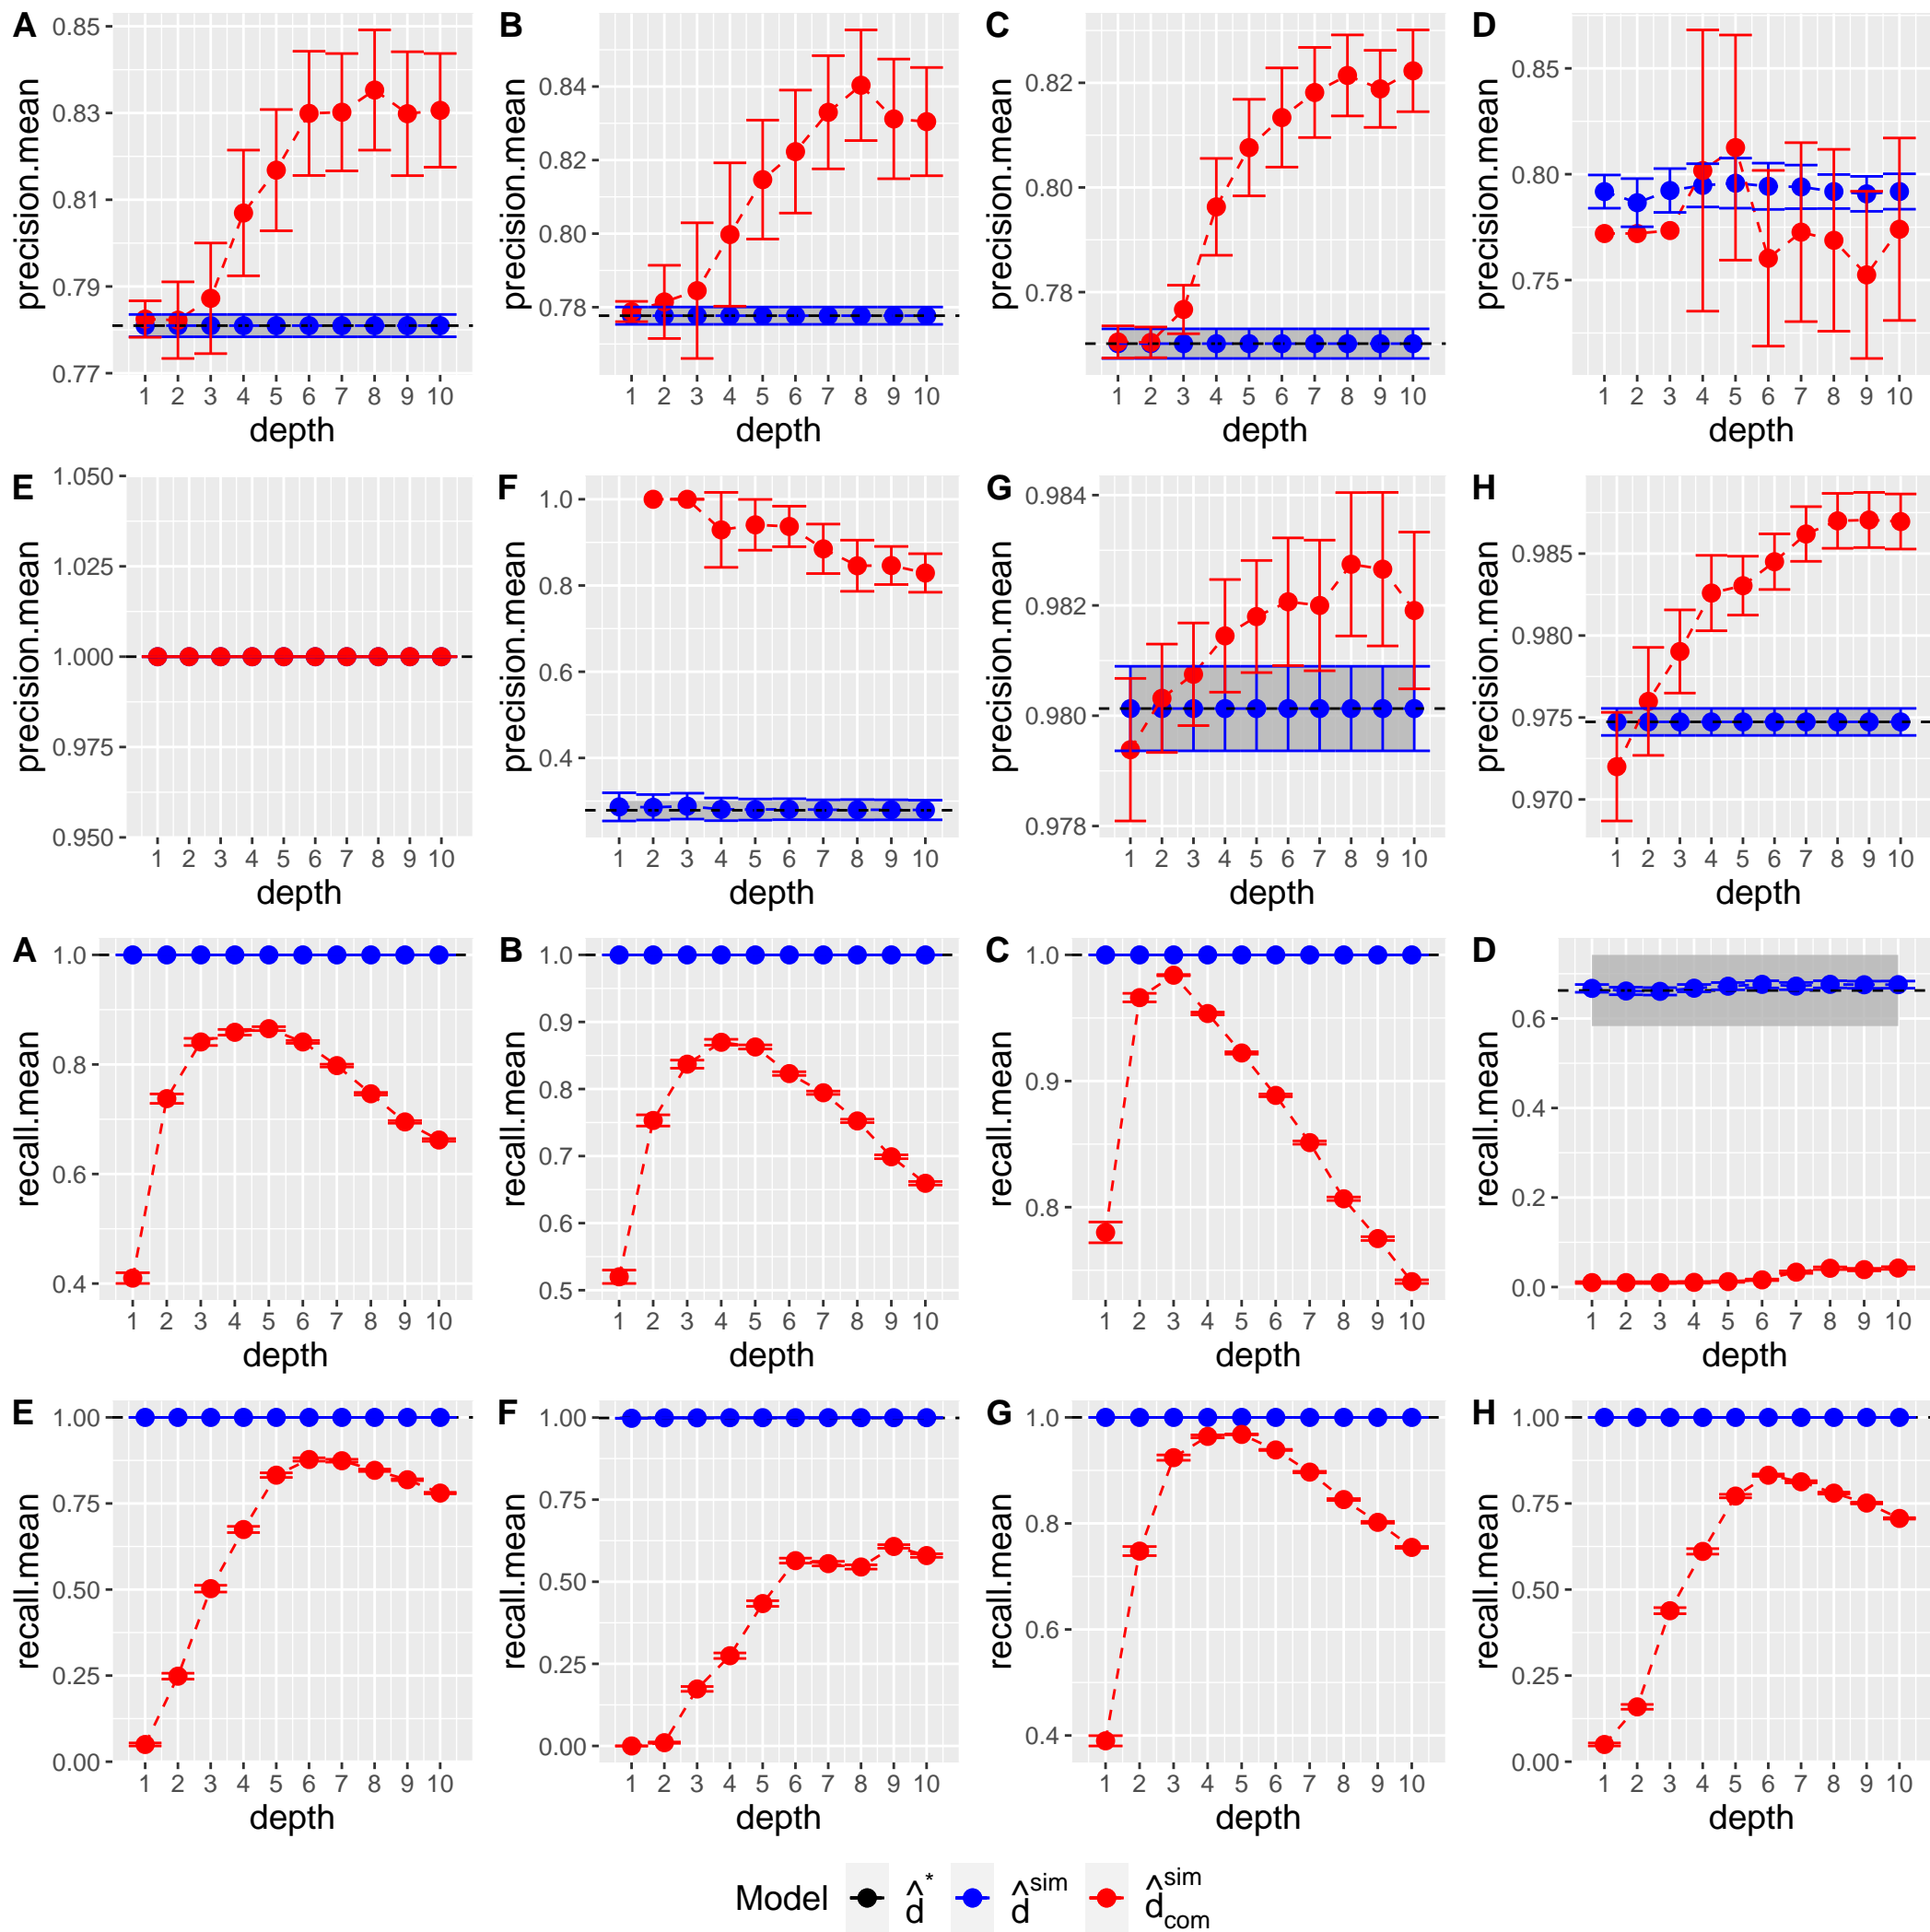 A
precision.mean
0.85
0.83
0.81
0.79
0.77
1 2 3 4 5 6 7 8 9 10
depth
B
precision.mean
0.84
0.82
0.80
0.78
1 2 3 4 5 6 7 8 9 10
depth
C
precision.mean
0.82
0.80
0.78
1 2 3 4 5 6 7 8 9 10
depth
D
precision.mean
0.85
0.80
0.75
1 2 3 4 5 6 7 8 9 10
depth
E
precision.mean
1.050
1.025
1.000
0.975
0.950
1 2 3 4 5 6 7 8 9 10
depth
F
precision.mean
1.0
0.8
0.6
0.4
1 2 3 4 5 6 7 8 9 10
depth
G
precision.mean
0.984
0.982
0.980
0.978
1 2 3 4 5 6 7 8 9 10
depth
H
precision.mean
0.985
0.980
0.975
0.970
1 2 3 4 5 6 7 8 9 10
depth
A
recall.mean
1.0
0.8
0.6
0.4
1 2 3 4 5 6 7 8 9 10
depth
B
recall.mean
1.0
0.9
0.8
0.7
0.6
0.5
1 2 3 4 5 6 7 8 9 10
depth
C
recall.mean
1.0
0.9
0.8
1 2 3 4 5 6 7 8 9 10
depth
D
recall.mean
0.6
0.4
0.2
0.0
1 2 3 4 5 6 7 8 9 10
depth
E
recall.mean
1.00
0.75
0.50
0.25
0.00
1 2 3 4 5 6 7 8 9 10
depth
F
recall.mean
1.00
0.75
0.50
0.25
0.00
1 2 3 4 5 6 7 8 9 10
depth
G
recall.mean
1.0
0.8
0.6
0.4
1 2 3 4 5 6 7 8 9 10
depth
H
recall.mean
1.00
0.75
0.50
0.25
0.00
1 2 3 4 5 6 7 8 9 10
depth
Model d̂* d̂^sim d̂_com^sim